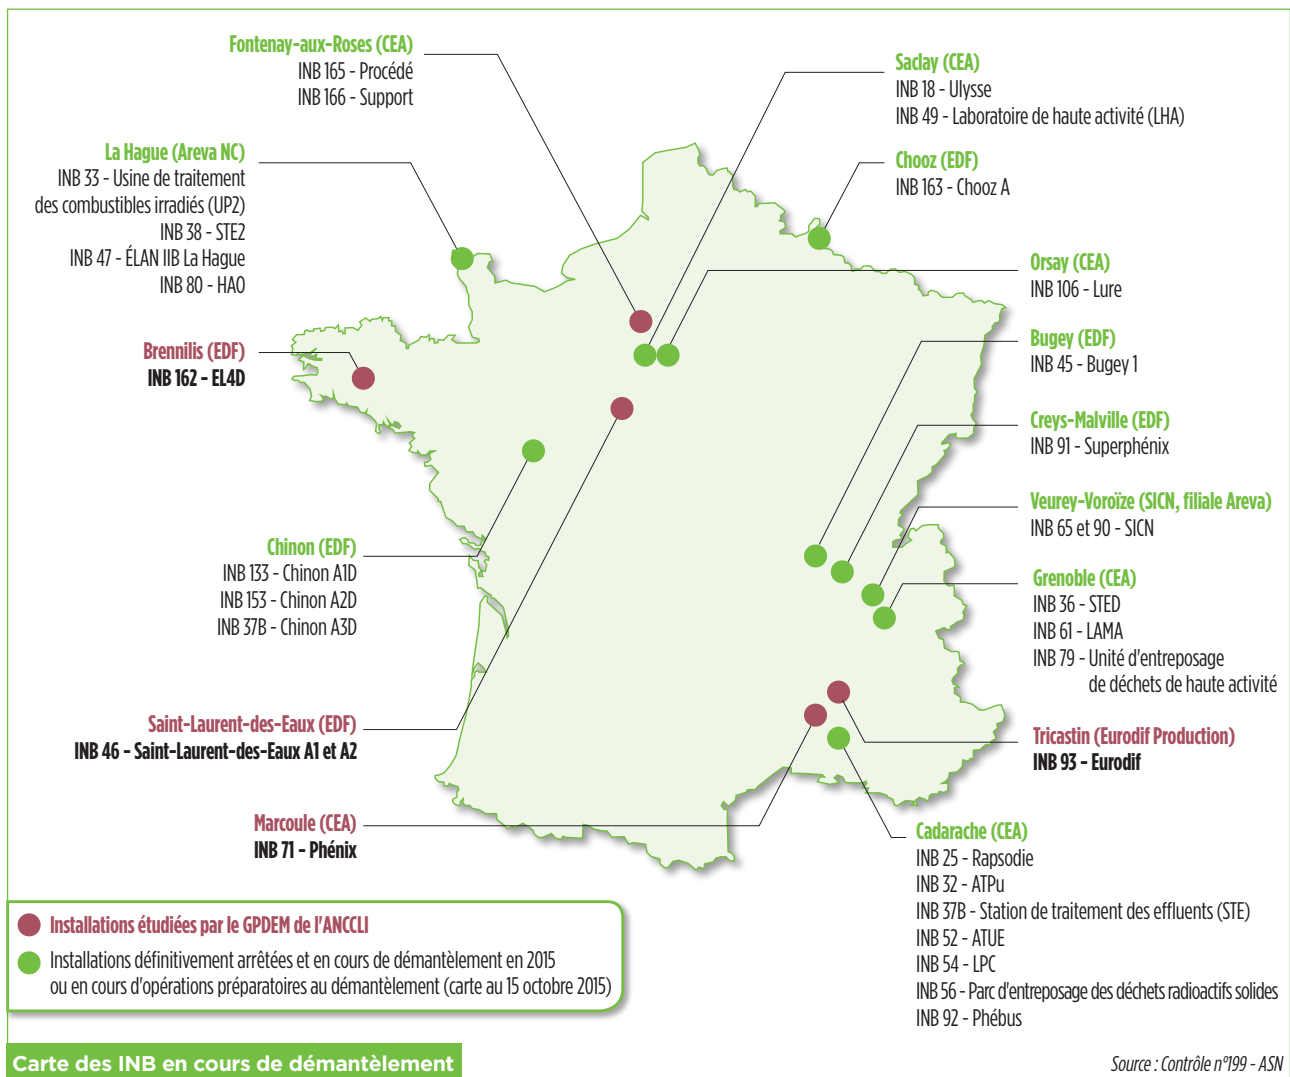 Fontenay-aux-Roses (CEA)
INB 165 - Procédé
INB 166 - Support
Saclay (CEA)
INB 18 - Ulysse
INB 49 - Laboratoire de haute activité (LHA)
La Hague (Areva NC)
INB 33 - Usine de traitement
des combustibles irradiés (UP2)
INB 38 - STE2
INB 47 - ÉLAN IIB La Hague
INB 80 - HAO
Chooz (EDF)
INB 163 - Chooz A
Orsay (CEA)
INB 106 - Lure
Brennilis (EDF)
INB 162 - EL4D
Bugey (EDF)
INB 45 - Bugey 1
Creys-Malville (EDF)
INB 91 - Superphénix
Veurey-Voroïze (SICN, filiale Areva)
INB 65 et 90 - SICN
Chinon (EDF)
INB 133 - Chinon A1D
INB 153 - Chinon A2D
INB 37B - Chinon A3D
Grenoble (CEA)
INB 36 - STED
INB 61 - LAMA
INB 79 - Unité d'entreposage
de déchets de haute activité
Saint-Laurent-des-Eaux (EDF)
INB 46 - Saint-Laurent-des-Eaux A1 et A2
Tricastin (Eurodif Production)
INB 93 - Eurodif
Marcoule (CEA)
INB 71 - Phénix
Cadarache (CEA)
INB 25 - Rapsodie
INB 32 - ATPu
INB 37B - Station de traitement des effluents (STE)
INB 52 - ATUE
INB 54 - LPC
INB 56 - Parc d'entreposage des déchets radioactifs solides
INB 92 - Phébus
Installations étudiées par le GPDEM de l'ANCCLI
Installations définitivement arrêtées et en cours de démantèlement en 2015
ou en cours d'opérations préparatoires au démantèlement (carte au 15 octobre 2015)
Carte des INB en cours de démantèlement
Source : Contrôle n°199 - ASN